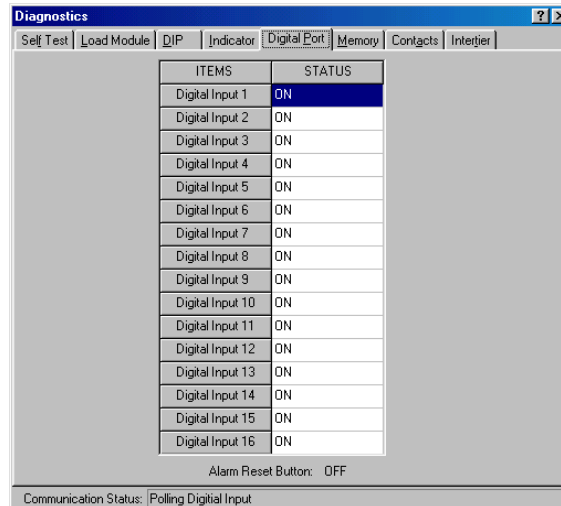 Diagnostics ? X
Self Test Load Module DIP Indicator Digital Port Memory Contacts Intertier
ITEMS STATUS
Digital Input 1 ON
Digital Input 2 ON
Digital Input 3 ON
Digital Input 4 ON
Digital Input 5 ON
Digital Input 6 ON
Digital Input 7 ON
Digital Input 8 ON
Digital Input 9 ON
Digital Input 10 ON
Digital Input 11 ON
Digital Input 12 ON
Digital Input 13 ON
Digital Input 14 ON
Digital Input 15 ON
Digital Input 16 ON
Alarm Reset Button: OFF
Communication Status: Polling Digitial Input